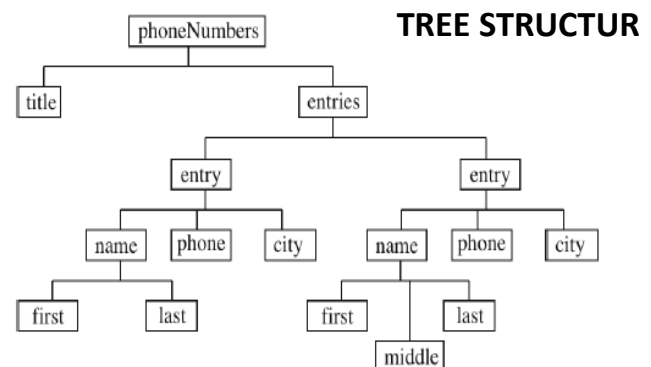 TREE STRUCTUR
phoneNumbers
title
entries
entry
entry
name
phone
city
name
phone
city
first
last
first
last
middle